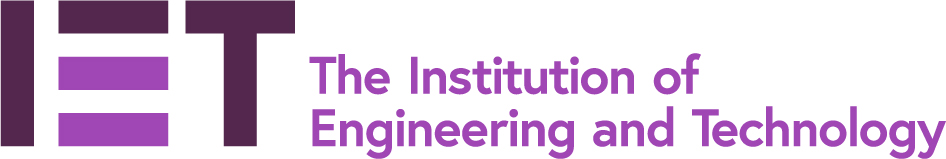 IET
The Institution of
Engineering and Technology